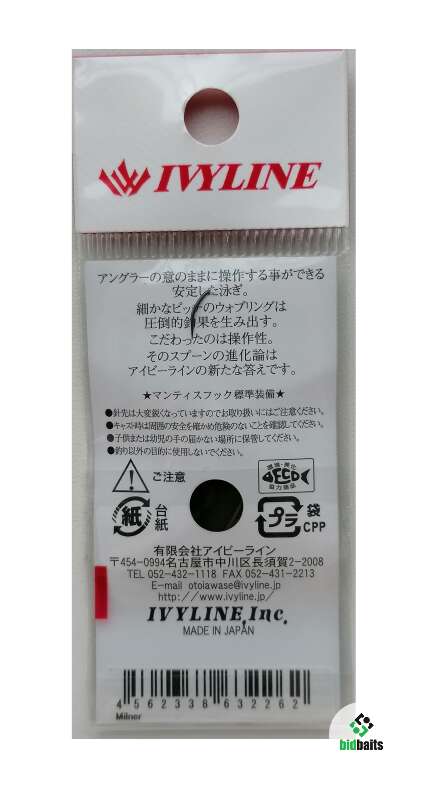 IVYLINE
アングラーの意のままに操作する事ができる
安定した泳ぎ。
細かなピッチのウォブリングは
圧倒的釣果を生み出す。
こだわったのは操作性。
そのスプーンの進化論は
アイビーラインの新たな答えです。
★マンティスフック標準装備★
●針先は大変鋭くなっていますのでお取り扱いにはご注意ください。
●キャスト時は周囲の安全を確かめ危険のないことを確認してください。
●子供または幼児の手の届かない場所に保管してください。
●釣り以外の目的に使用しないでください。
ご注意
環境・美化
ECO
協力商品
紙
台
紙
プラ
袋
CPP
有限会社アイビーライン
〒454-0994名古屋市中川区長須賀2-2008
TEL 052-432-1118 FAX 052-431-2213
E-mail otoiawase@ivyline.jp/
http://www.ivyline.jp/
IVYLINE,Inc.
MADE IN JAPAN
4562338632262
Milner
bidbaits